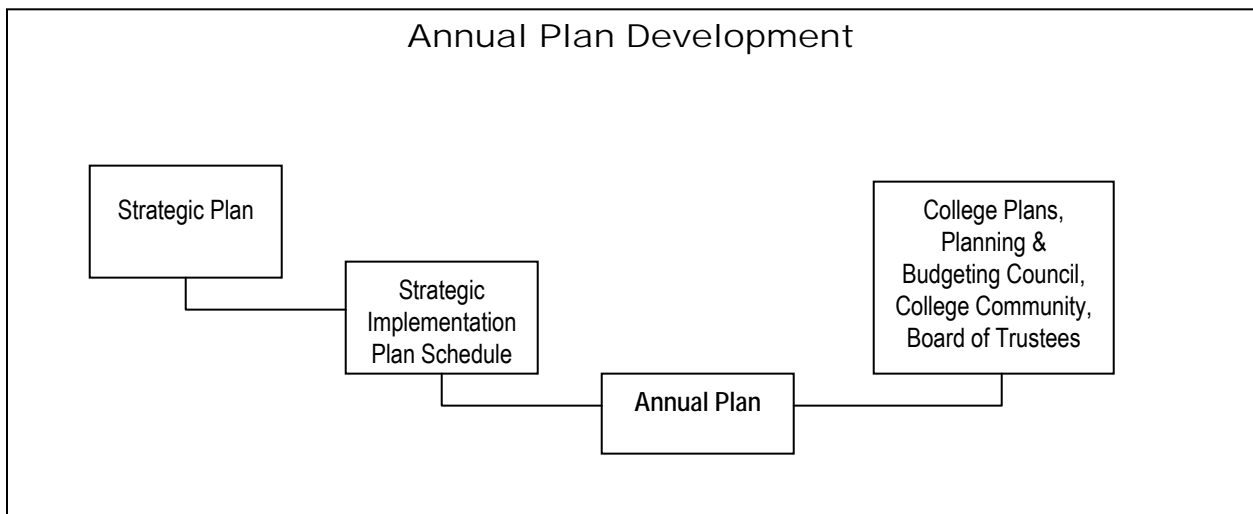 Annual Plan Development
Strategic Plan
Strategic
Implementation
Plan Schedule
Annual Plan
College Plans,
Planning &
Budgeting Council,
College Community,
Board of Trustees